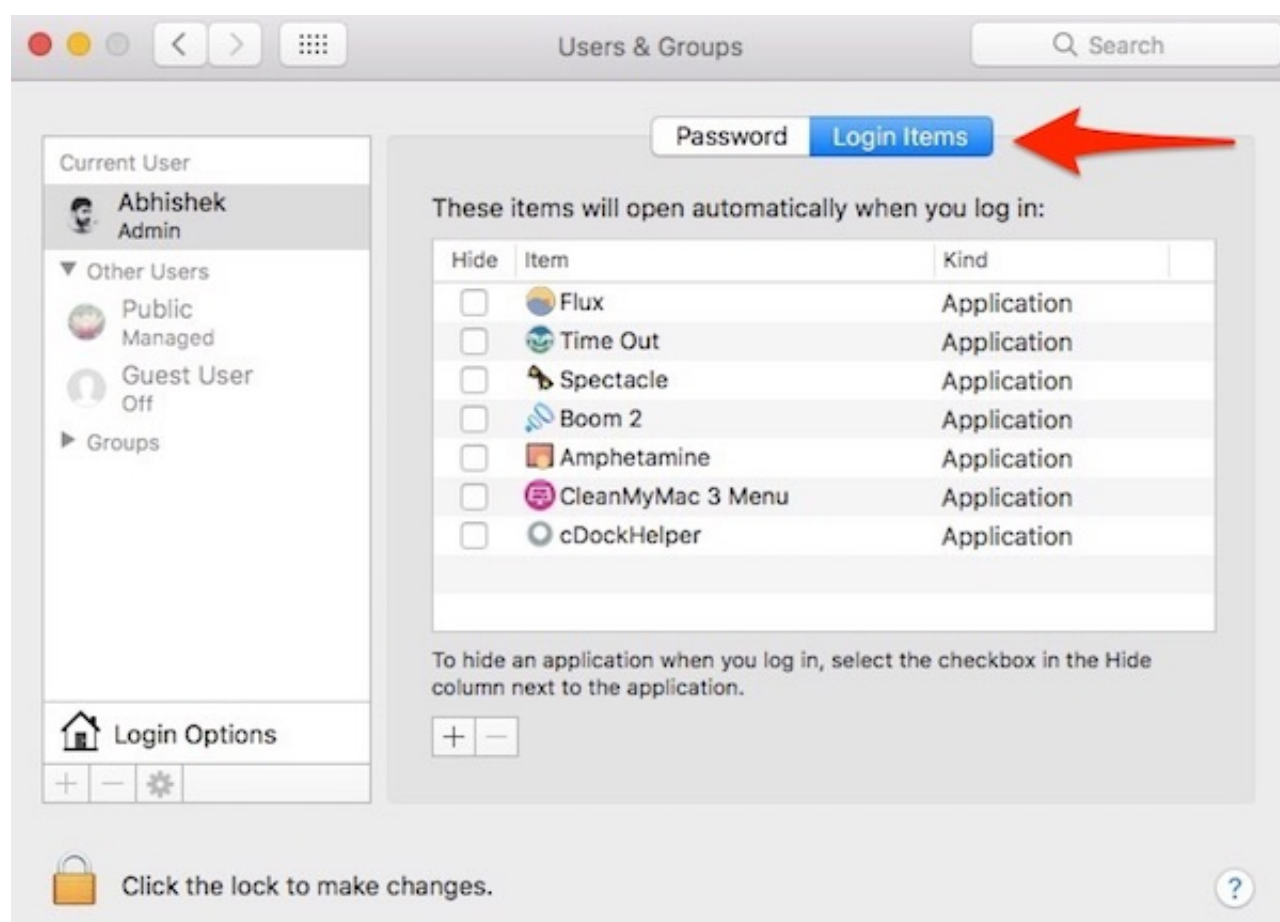 Users & Groups
Search
Password
Login Items
Current User
Abhishek
Admin
Other Users
Public
Managed
Guest User
Off
Groups
Login Options
These items will open automatically when you log in:
Hide Item Kind
Flux Application
Time Out Application
Spectacle Application
Boom 2 Application
Amphetamine Application
CleanMyMac 3 Menu Application
cDockHelper Application
To hide an application when you log in, select the checkbox in the Hide
column next to the application.
Click the lock to make changes.